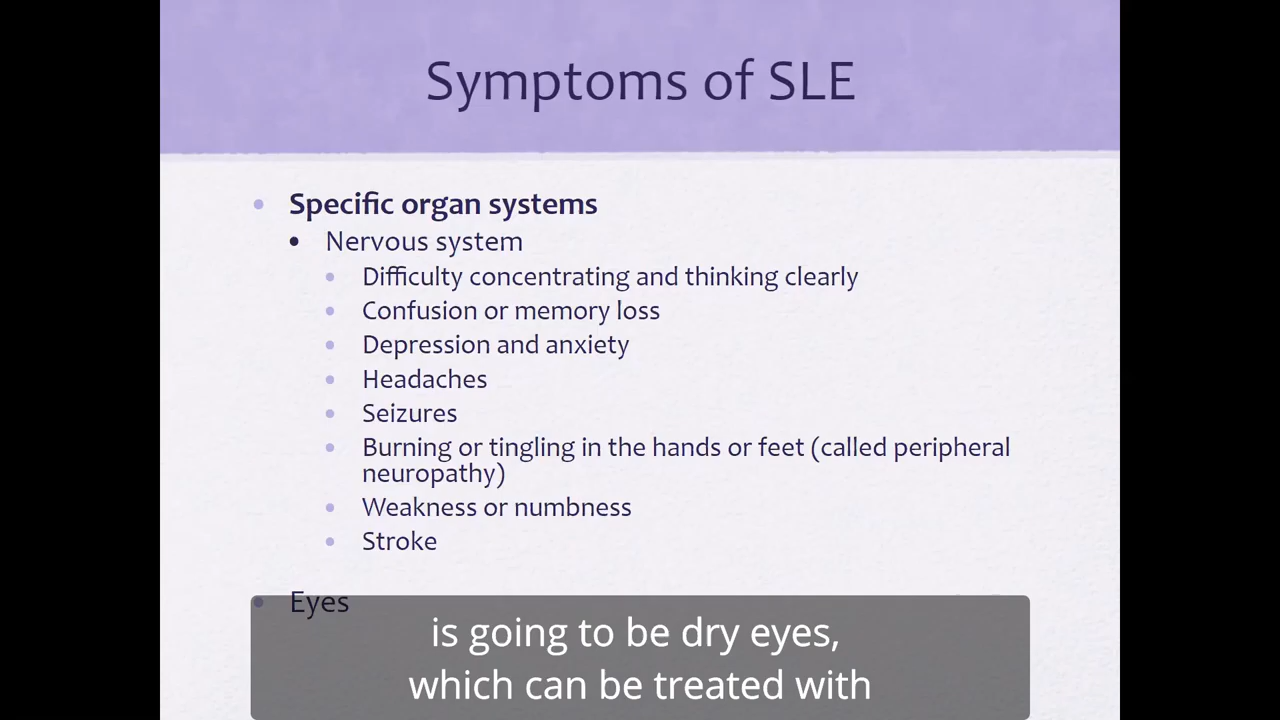 Symptoms of SLE
Specific organ systems
Nervous system
Difficulty concentrating and thinking clearly
Confusion or memory loss
Depression and anxiety
Headaches
Seizures
Burning or tingling in the hands or feet (called peripheral
neuropathy)
Weakness or numbness
Stroke
Eyes
is going to be dry eyes,
which can be treated with